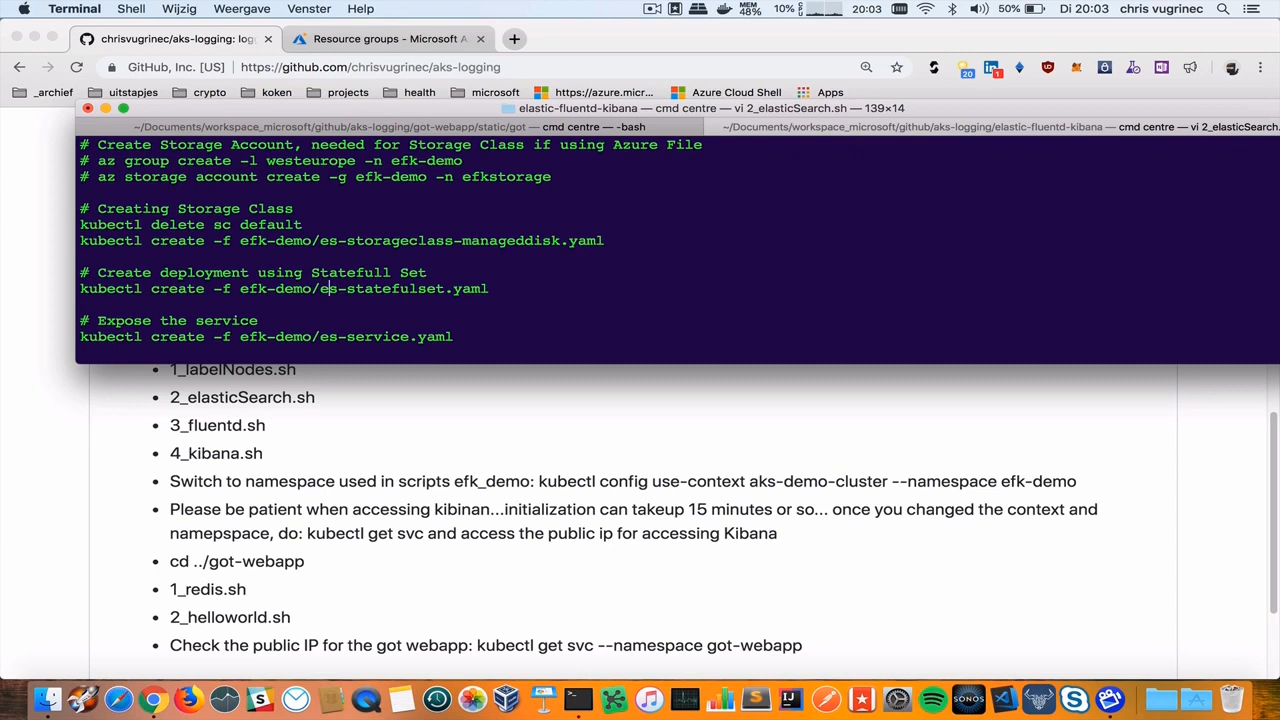 Terminal Shell Wijzig Weergave Venster Help MEM 48% 10% 20:03 50% Di 20:03 chris vugrinec
chrisvugrinec/aks-logging: log
Resource groups - Microsoft A
GitHub, Inc. [US] https://github.com/chrisvugrinec/aks-logging
20
1
_archief uitstapjes crypto koken projects health microsoft https://azure.micr... Azure Cloud Shell Apps
elastic-fluentd-kibana — cmd centre — vi 2_elasticSearch.sh — 139×14
~/Documents/workspace_microsoft/github/aks-logging/got-webapp/static/got — cmd centre — -bash
~/Documents/workspace_microsoft/github/aks-logging/elastic-fluentd-kibana — cmd centre — vi 2_elasticSearch.sh
# Create Storage Account, needed for Storage Class if using Azure File
# az group create -l westeurope -n efk-demo
# az storage account create -g efk-demo -n efkstorage
# Creating Storage Class
kubectl delete sc default
kubectl create -f efk-demo/es-storageclass-manageddisk.yaml
# Create deployment using Statefull Set
kubectl create -f efk-demo/es-statefulset.yaml
# Expose the service
kubectl create -f efk-demo/es-service.yaml
• 1_labelNodes.sh
• 2_elasticSearch.sh
• 3_fluentd.sh
• 4_kibana.sh
• Switch to namespace used in scripts efk_demo: kubectl config use-context aks-demo-cluster --namespace efk-demo
• Please be patient when accessing kibinan...initialization can takeup 15 minutes or so... once you changed the context and
nampespace, do: kubectl get svc and access the public ip for accessing Kibana
• cd ../got-webapp
• 1_redis.sh
• 2_helloworld.sh
• Check the public IP for the got webapp: kubectl get svc --namespace got-webapp
SONOS